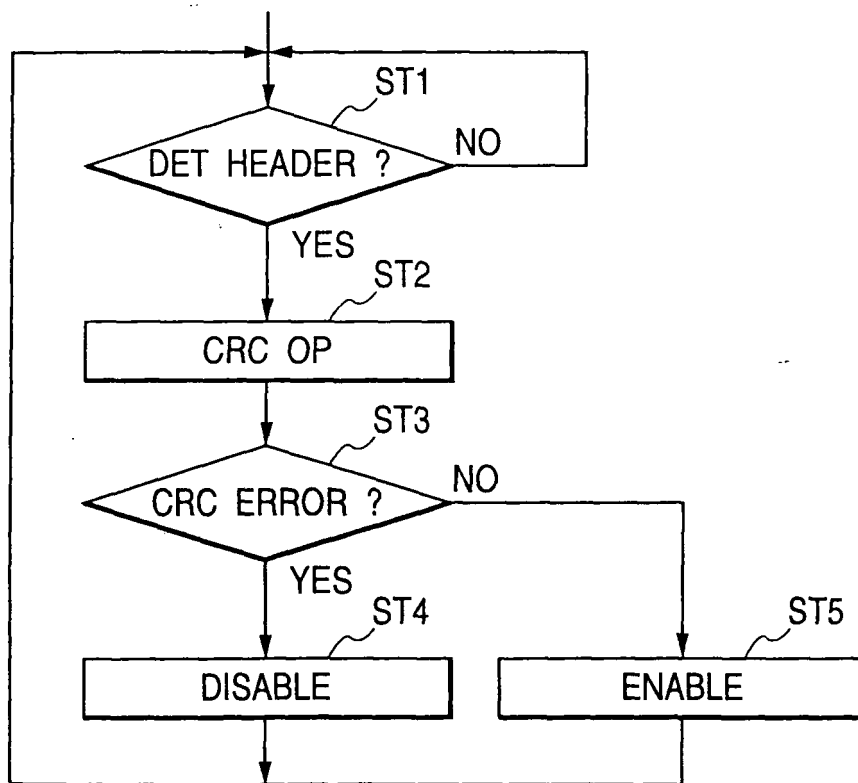 ST1
DET HEADER ?
NO
YES
ST2
CRC OP
ST3
CRC ERROR ?
NO
YES
ST4
DISABLE
ST5
ENABLE